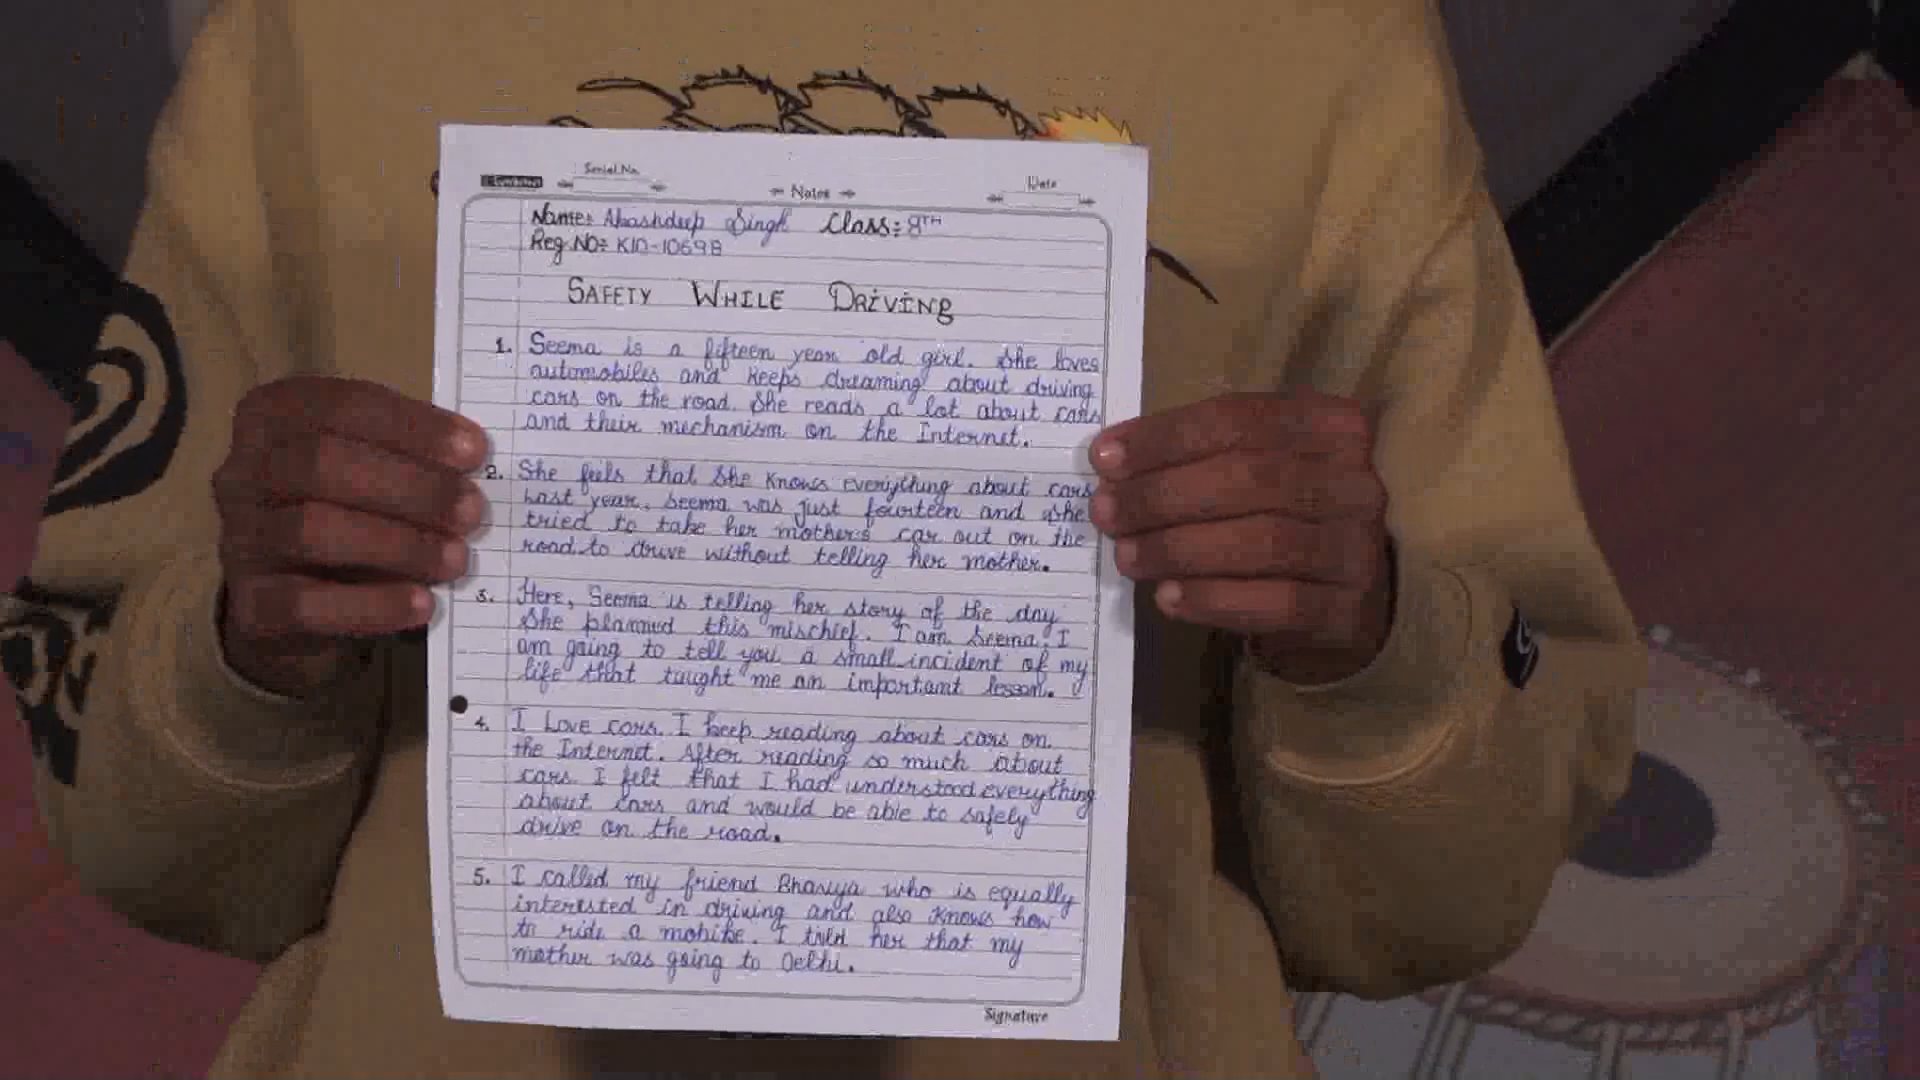 Serial No.
Notes
Date
Name: Akashdeep Singh Class: 8TH
Reg No: KID-1069B
SAFETY WHILE DRIVING
1. Seema is a fifteen year old girl. She loves
automobiles and keeps dreaming about driving
cars on the road. She reads a lot about cars
and their mechanism on the Internet.
2. She feels that she knows everything about cars
Last year, Seema was just fourteen and she
tried to take her mother's car out on the
road to drive without telling her mother.
3. Here, Seema is telling her story of the day
She planned this mischief. I am Seema. I
am going to tell you a small incident of my
life that taught me an important lesson.
4. I Love cars. I keep reading about cars on
the Internet. After reading so much about
cars I felt that I had understood everything
about cars and would be able to safely
drive on the road.
5. I called my friend Bhavya who is equally
interested in driving and also knows how
to ride a mobike. I told her that my
mother was going to Delhi.
Signature